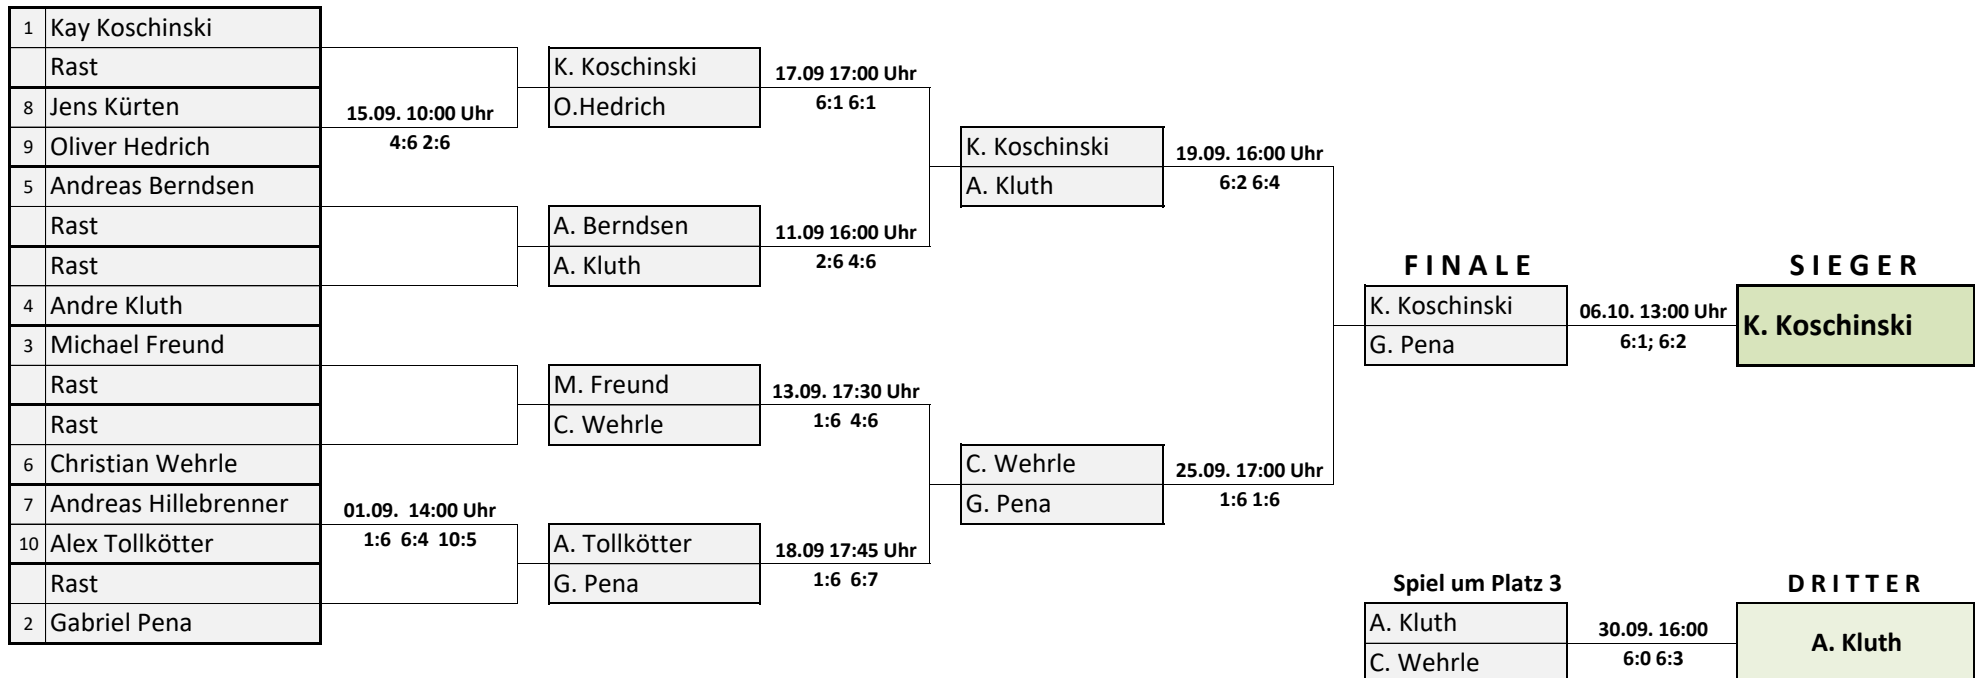 1 Kay Koschinski
Rast
8 Jens Kürten
9 Oliver Hedrich
5 Andreas Berndsen
Rast
Rast
4 Andre Kluth
3 Michael Freund
Rast
Rast
6 Christian Wehrle
7 Andreas Hillebrenner
10 Alex Tollkötter
Rast
2 Gabriel Pena
15.09. 10:00 Uhr
4:6 2:6
01.09. 14:00 Uhr
1:6 6:4 10:5
K. Koschinski
O.Hedrich
17.09 17:00 Uhr
6:1 6:1
A. Berndsen
A. Kluth
11.09 16:00 Uhr
2:6 4:6
M. Freund
C. Wehrle
13.09. 17:30 Uhr
1:6 4:6
A. Tollkötter
G. Pena
18.09 17:45 Uhr
1:6 6:7
K. Koschinski
A. Kluth
19.09. 16:00 Uhr
6:2 6:4
C. Wehrle
G. Pena
25.09. 17:00 Uhr
1:6 1:6
FINALE
K. Koschinski
G. Pena
06.10. 13:00 Uhr
6:1; 6:2
SIEGER
K. Koschinski
Spiel um Platz 3
A. Kluth
C. Wehrle
30.09. 16:00
6:0 6:3
DRITTER
A. Kluth